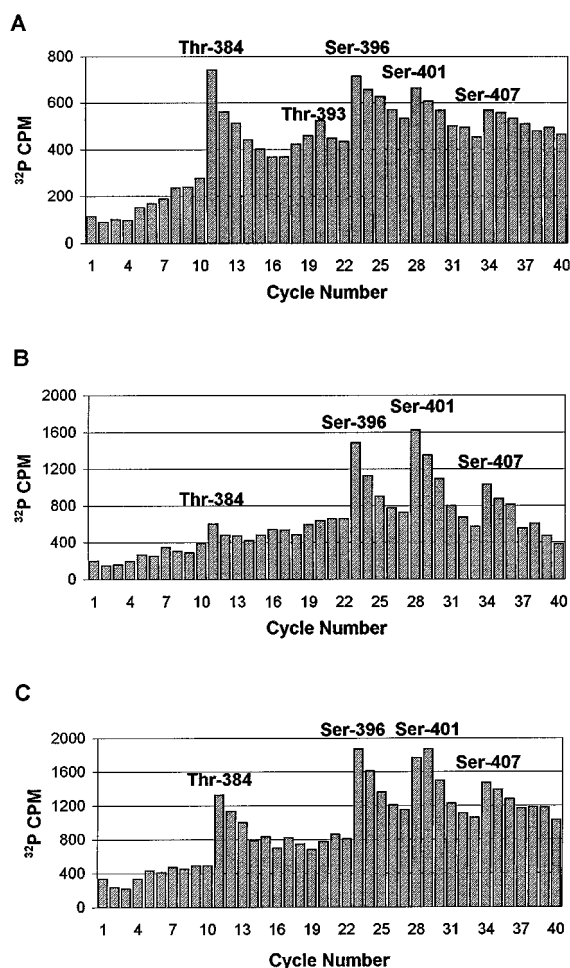 A
Thr-384 Ser-396
800
Ser-401
Ser-407
600
Thr-393
400
200
0
32P CPM
1 4 7 10 13 16 19 22 25 28 31 34 37 40
Cycle Number
B
2000
Ser-401
1600
Ser-396
1200
Ser-407
800
Thr-384
400
0
32P CPM
1 4 7 10 13 16 19 22 25 28 31 34 37 40
Cycle Number
C
Ser-396 Ser-401
2000
1600
Ser-407
Thr-384
1200
800
400
0
32P CPM
1 4 7 10 13 16 19 22 25 28 31 34 37 40
Cycle Number